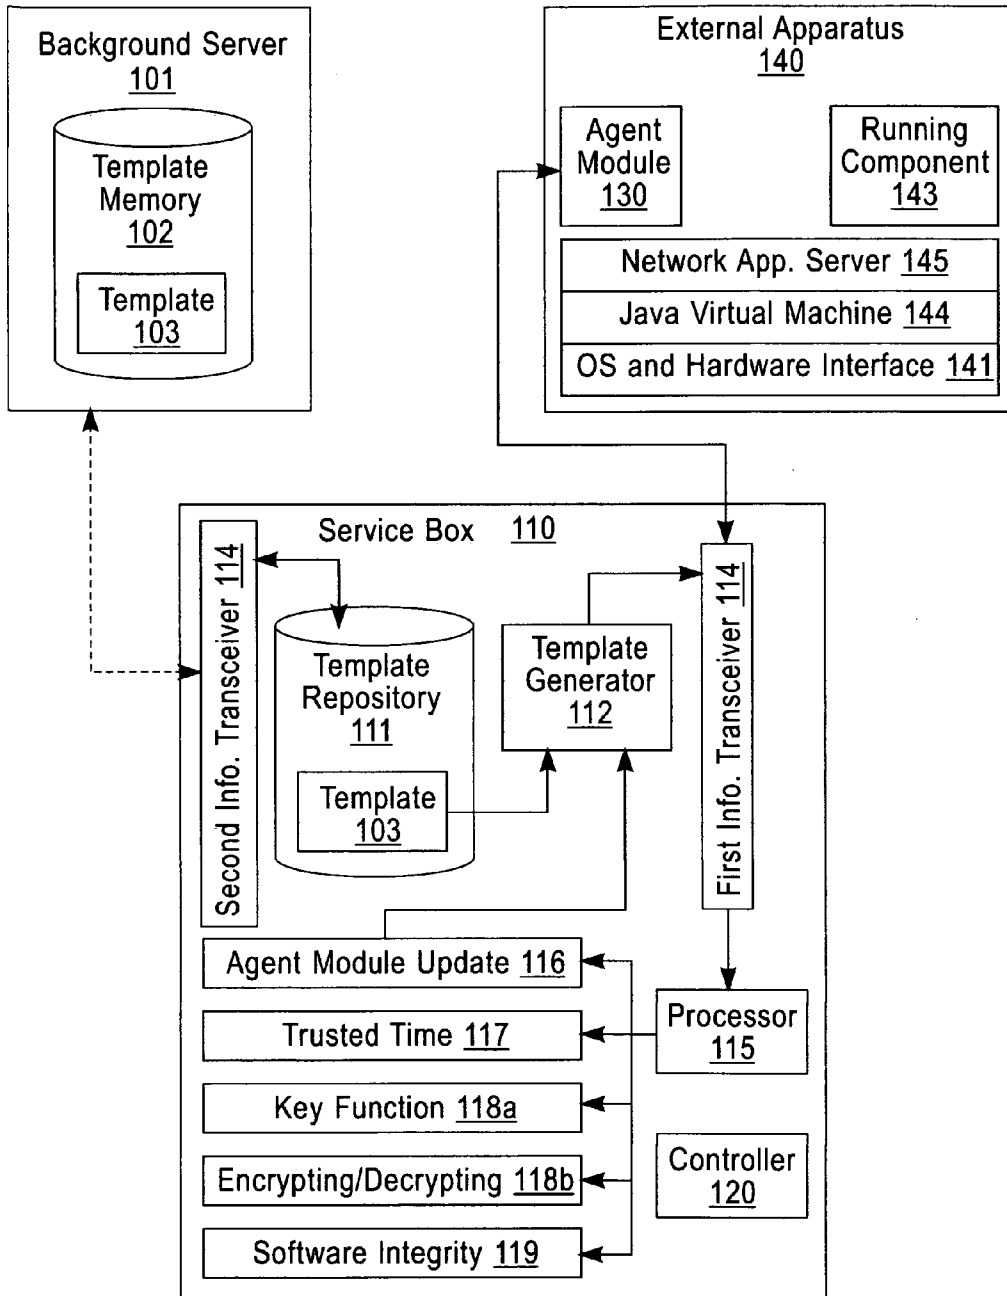 Background Server
101
Template
Memory
102
Template
103
External Apparatus
140
Agent
Module
130
Running
Component
143
Network App. Server 145
Java Virtual Machine 144
OS and Hardware Interface 141
Service Box 110
Second Info. Transceiver 114
Template
Repository
111
Template
103
Template
Generator
112
First Info. Transceiver 114
Agent Module Update 116
Trusted Time 117
Key Function 118a
Encrypting/Decrypting 118b
Software Integrity 119
Processor
115
Controller
120